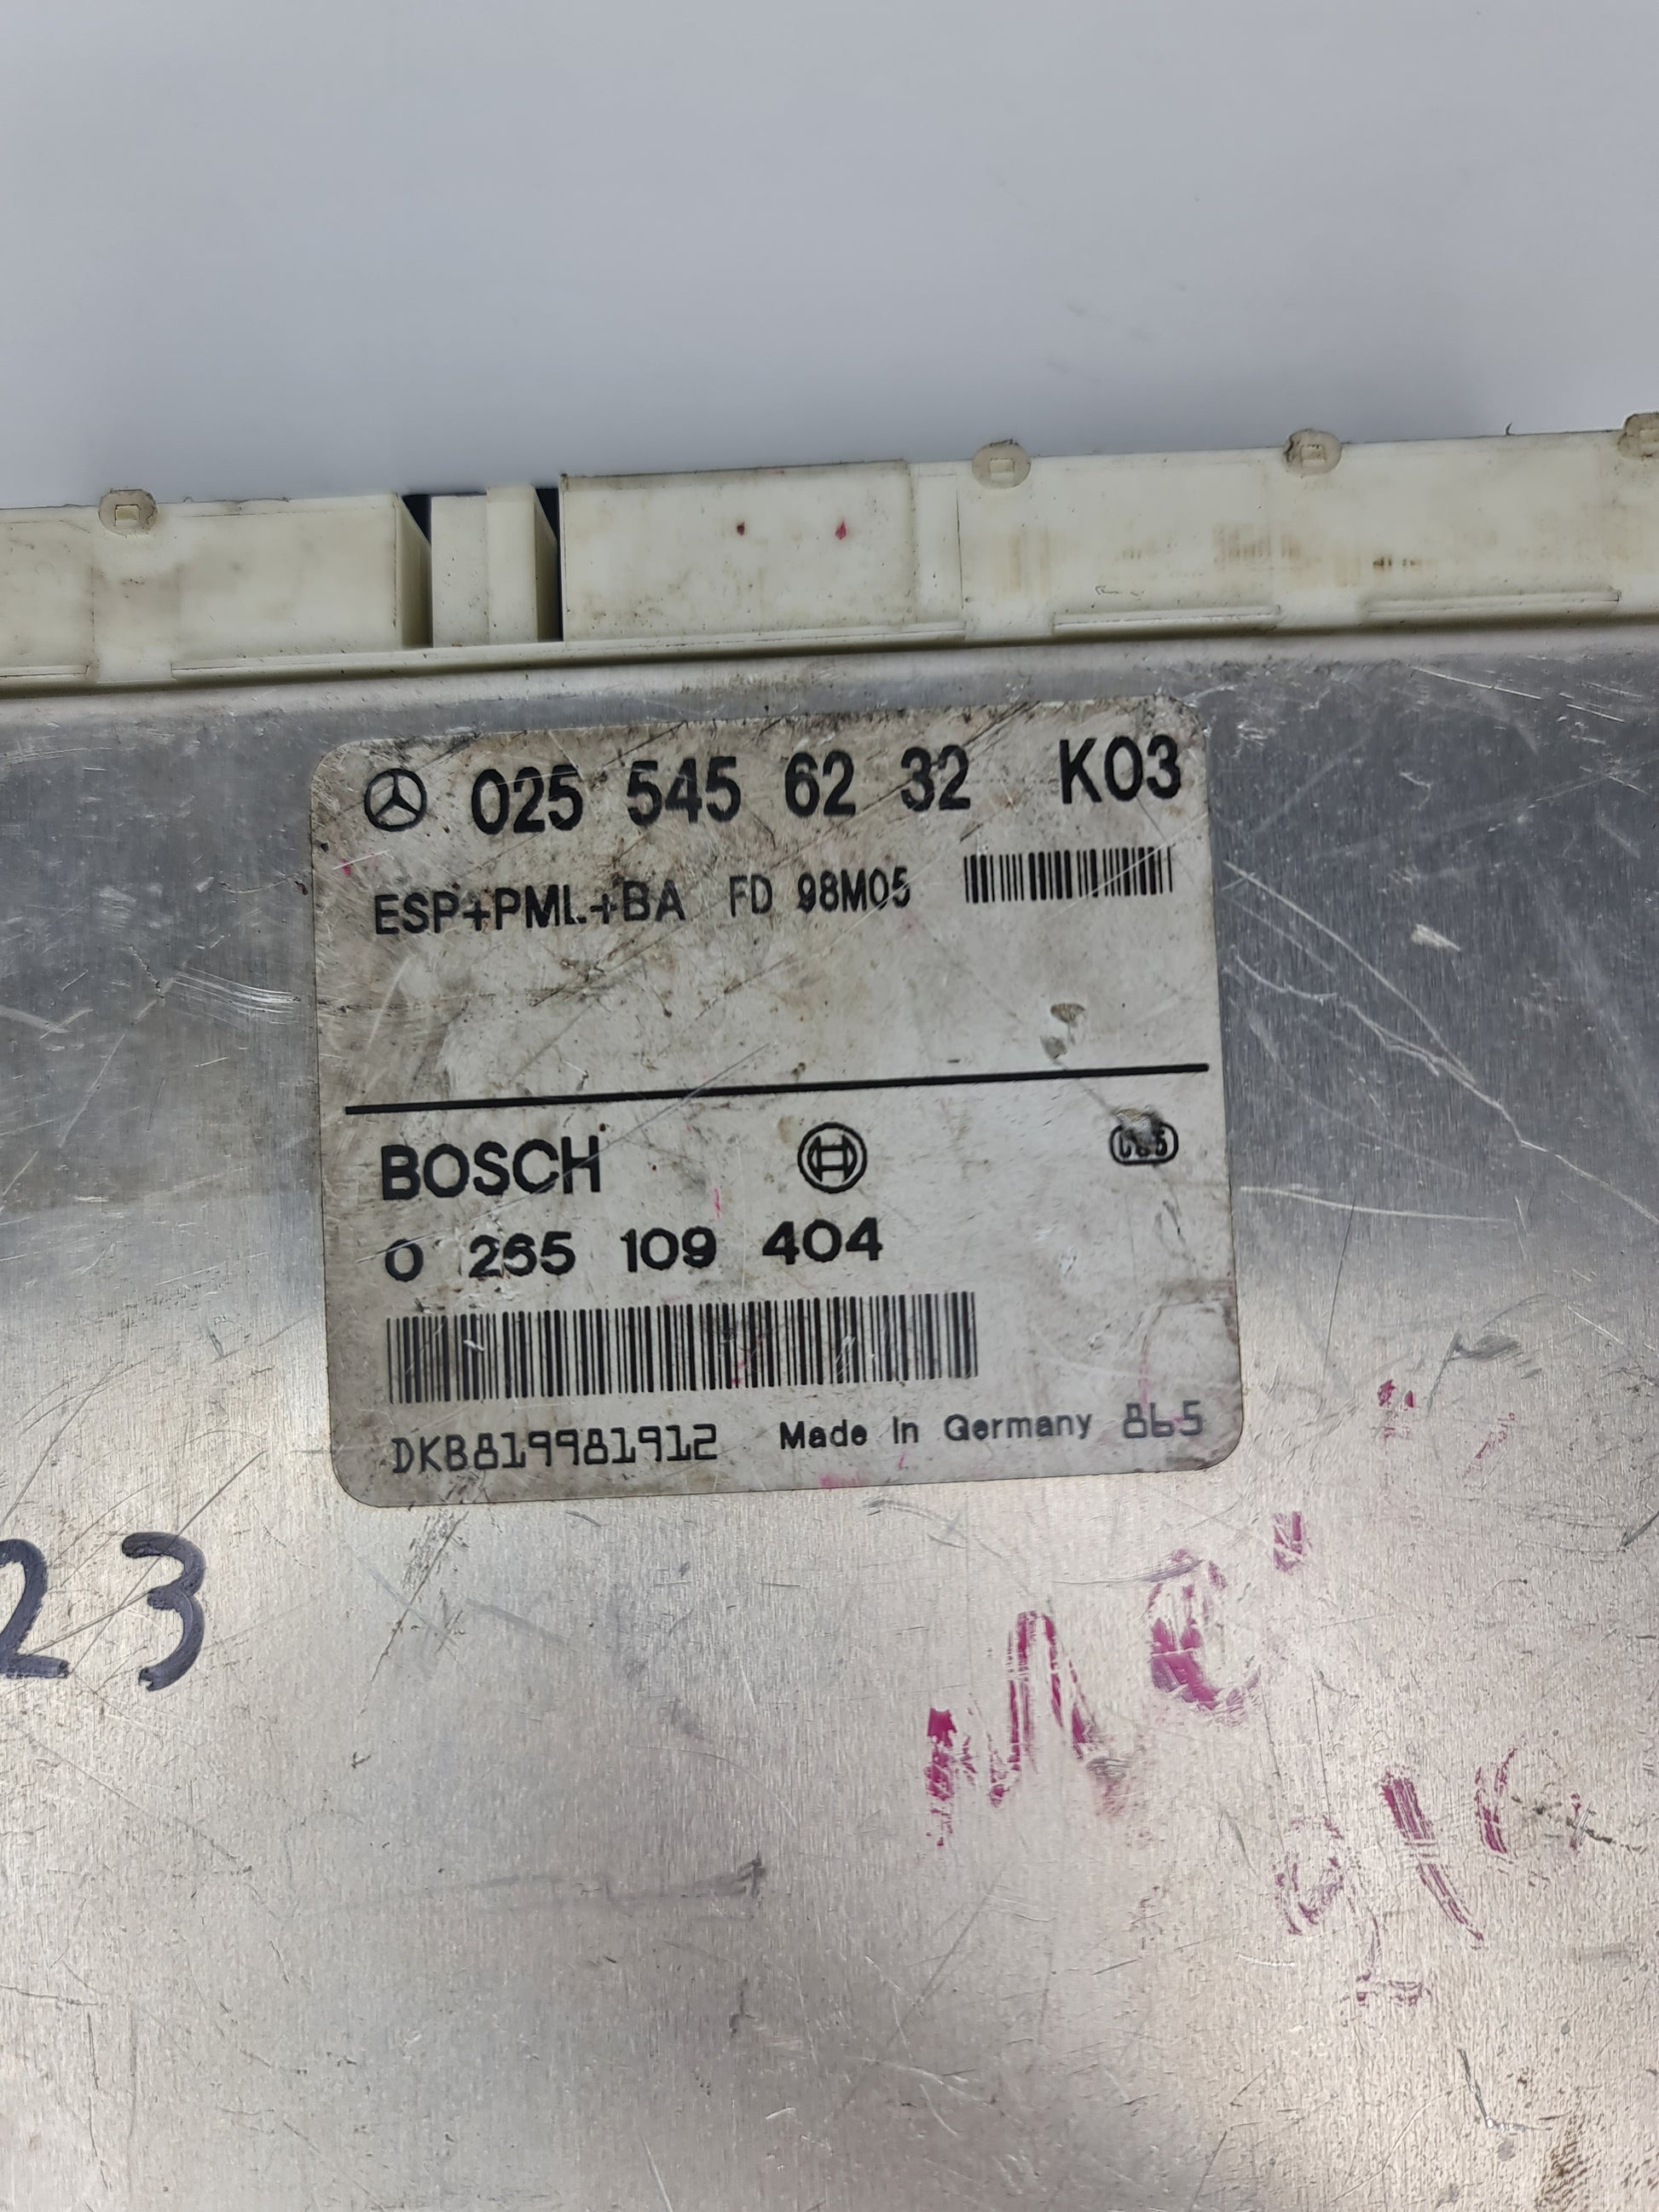 025 545 62 32 K03
ESP+PML+BA FD 98M05
BOSCH
0 265 109 404
DKB819981912 Made In Germany 865
23